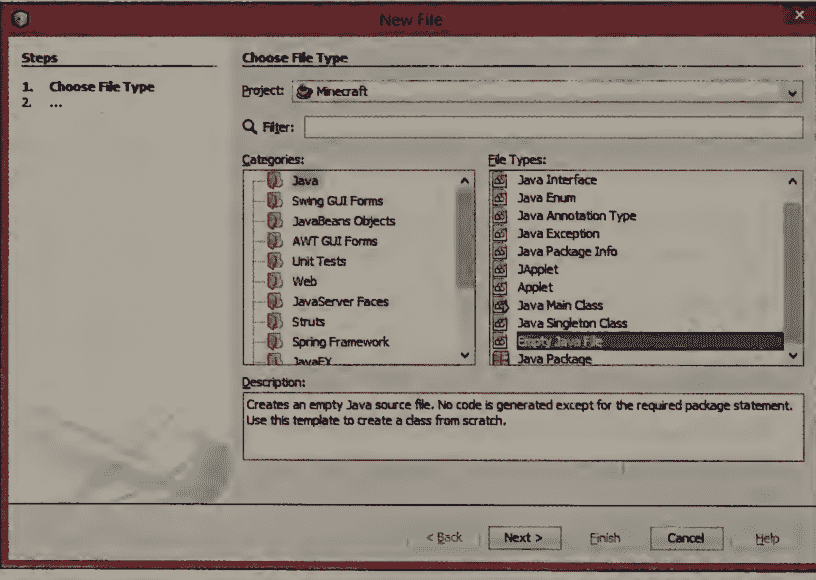 New File
Steps
1. Choose File Type
2. ...
Choose File Type
Project: Minecraft
Filter:
Categories:
Java
Swing GUI Forms
JavaBeans Objects
AWT GUI Forms
Unit Tests
Web
JavaServer Faces
Struts
Spring Framework
JavaFX
File Types:
Java Interface
Java Enum
Java Annotation Type
Java Exception
Java Package Info
JApplet
Applet
Java Main Class
Java Singleton Class
Empty Java File
Java Package
Description:
Creates an empty Java source file. No code is generated except for the required package statement.
Use this template to create a class from scratch.
< Back
Next >
Finish
Cancel
Help